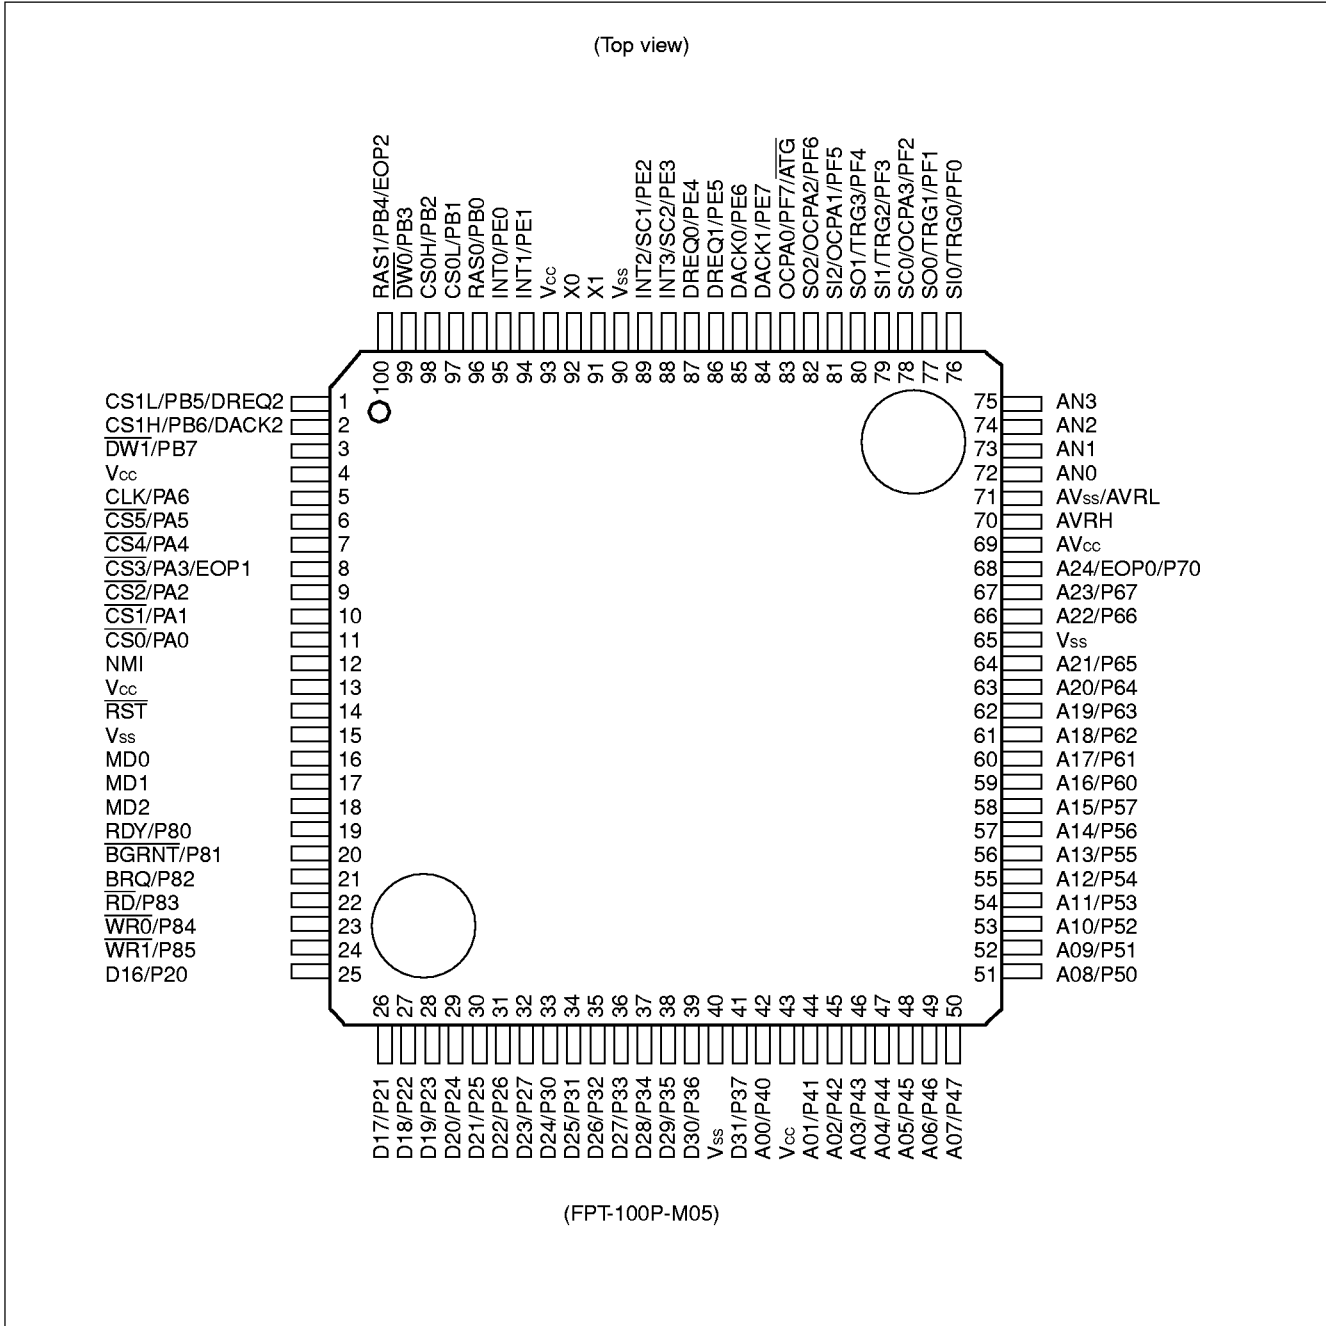 (Top view)
RAS1/PB4/EOP2
D̅W̅0̅/PB3
CS0H/PB2
CS0L/PB1
RAS0/PB0
INT0/PE0
INT1/PE1
Vcc
X0
X1
Vss
INT2/SC1/PE2
INT3/SC2/PE3
DREQ0/PE4
DREQ1/PE5
DACK0/PE6
DACK1/PE7
OCPA0/PF7/A̅T̅G̅
SO2/OCPA2/PF6
SI2/OCPA1/PF5
SO1/TRG3/PF4
SI1/TRG2/PF3
SC0/OCPA3/PF2
SO0/TRG1/PF1
SI0/TRG0/PF0
100 99 98 97 96 95 94 93 92 91 90 89 88 87 86 85 84 83 82 81 80 79 78 77 76
CS1L/PB5/DREQ2 1 75 AN3
CS1H/PB6/DACK2 2 74 AN2
D̅W̅1̅/PB7 3 73 AN1
Vcc 4 72 AN0
CLK/PA6 5 71 AVss/AVRL
C̅S̅5̅/PA5 6 70 AVRH
C̅S̅4̅/PA4 7 69 AVcc
C̅S̅3̅/PA3/EOP1 8 68 A24/EOP0/P70
C̅S̅2̅/PA2 9 67 A23/P67
C̅S̅1̅/PA1 10 66 A22/P66
C̅S̅0̅/PA0 11 65 Vss
NMI 12 64 A21/P65
Vcc 13 63 A20/P64
R̅S̅T̅ 14 62 A19/P63
Vss 15 61 A18/P62
MD0 16 60 A17/P61
MD1 17 59 A16/P60
MD2 18 58 A15/P57
RDY/P80 19 57 A14/P56
B̅G̅R̅N̅T̅/P81 20 56 A13/P55
BRQ/P82 21 55 A12/P54
R̅D̅/P83 22 54 A11/P53
W̅R̅0̅/P84 23 53 A10/P52
W̅R̅1̅/P85 24 52 A09/P51
D16/P20 25 51 A08/P50
26 27 28 29 30 31 32 33 34 35 36 37 38 39 40 41 42 43 44 45 46 47 48 49 50
D17/P21
D18/P22
D19/P23
D20/P24
D21/P25
D22/P26
D23/P27
D24/P30
D25/P31
D26/P32
D27/P33
D28/P34
D29/P35
D30/P36
Vss
D31/P37
A00/P40
Vcc
A01/P41
A02/P42
A03/P43
A04/P44
A05/P45
A06/P46
A07/P47
(FPT-100P-M05)